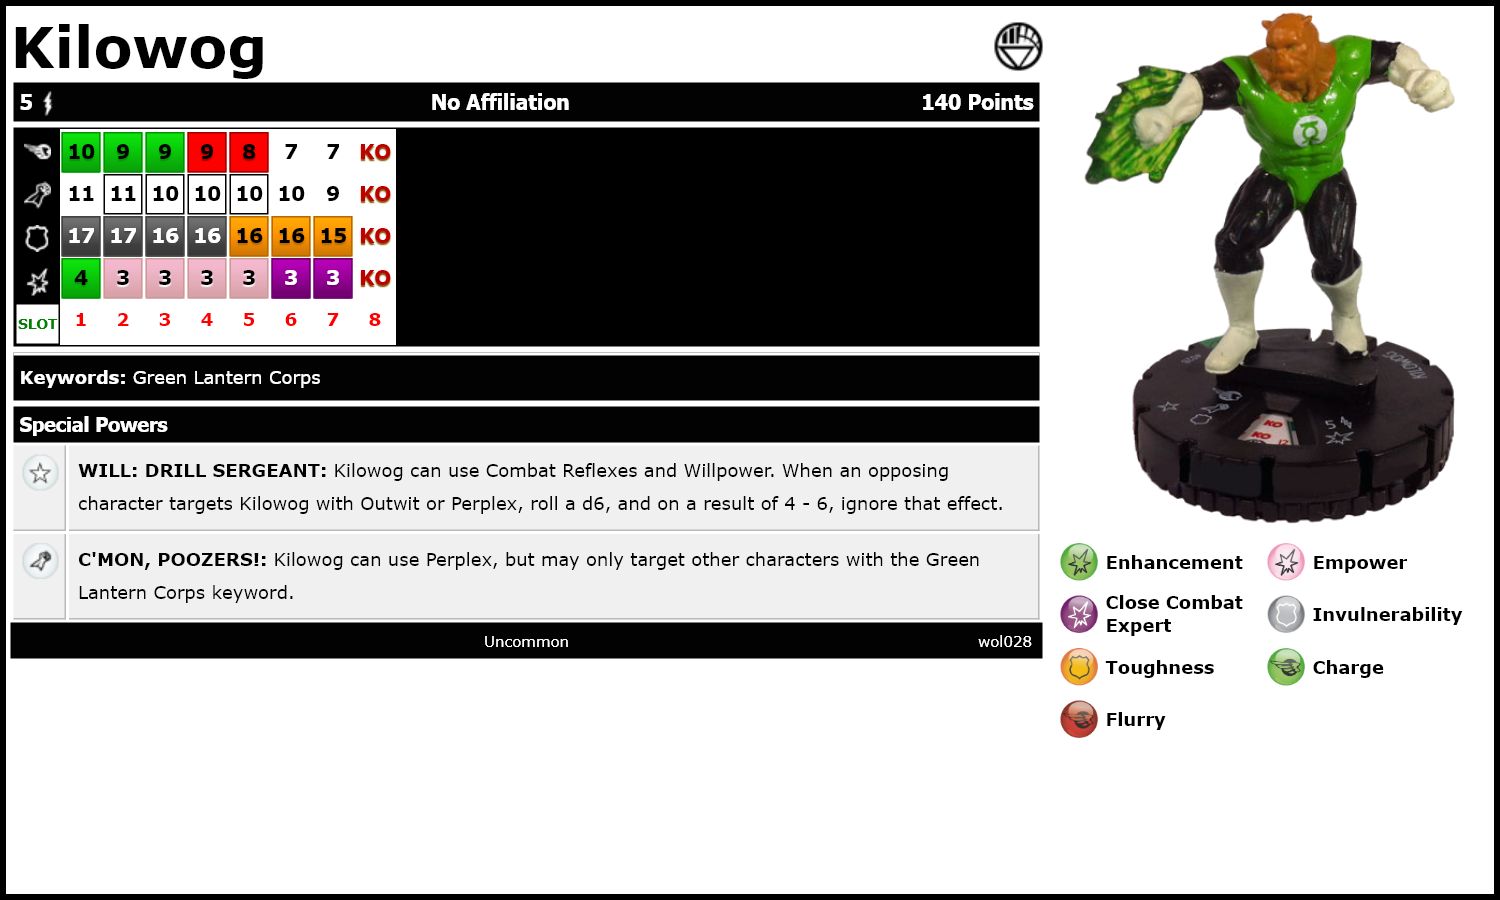 Kilowog
5 No Affiliation 140 Points
10 9 9 9 8 7 7 KO
11 11 10 10 10 10 9 KO
17 17 16 16 16 16 15 KO
4 3 3 3 3 3 3 KO
SLOT 1 2 3 4 5 6 7 8
Keywords: Green Lantern Corps
Special Powers
WILL: DRILL SERGEANT: Kilowog can use Combat Reflexes and Willpower. When an opposing
character targets Kilowog with Outwit or Perplex, roll a d6, and on a result of 4 - 6, ignore that effect.
C'MON, POOZERS!: Kilowog can use Perplex, but may only target other characters with the Green
Lantern Corps keyword.
Uncommon wol028
KILOWOG
5
KO
KO
Enhancement Empower
Close Combat
Expert
Invulnerability
Toughness Charge
Flurry